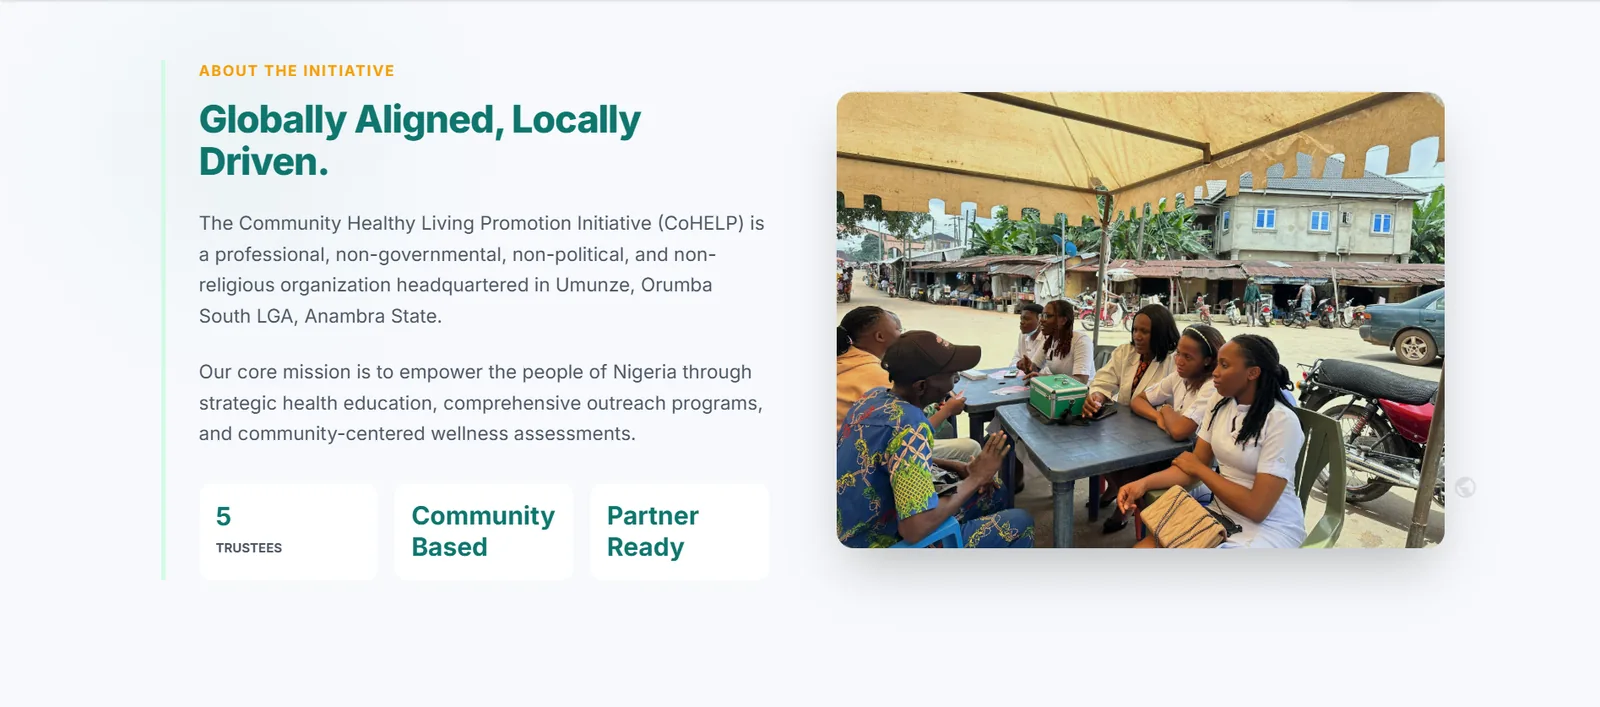 ABOUT THE INITIATIVE
Globally Aligned, Locally
Driven.
The Community Healthy Living Promotion Initiative (CoHELP) is
a professional, non-governmental, non-political, and non-
religious organization headquartered in Umunze, Orumba
South LGA, Anambra State.
Our core mission is to empower the people of Nigeria through
strategic health education, comprehensive outreach programs,
and community-centered wellness assessments.
5
TRUSTEES
Community
Based
Partner
Ready